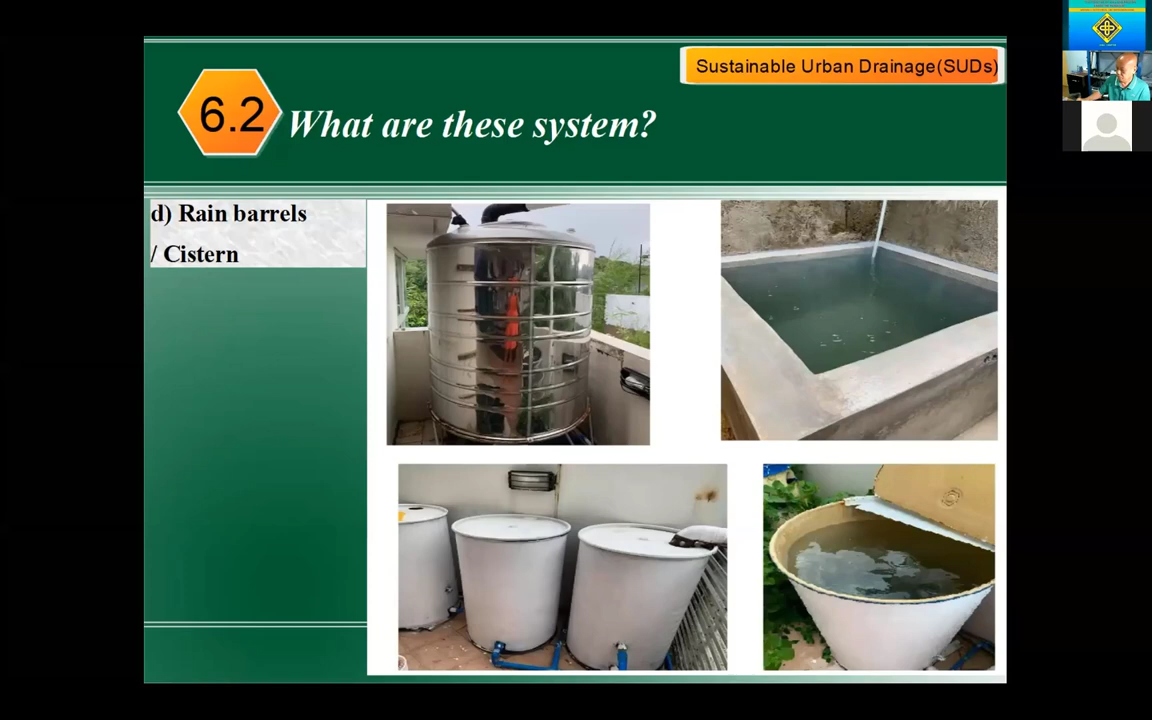 Sustainable Urban Drainage(SUDs)
6.2
What are these system?
d) Rain barrels
/ Cistern